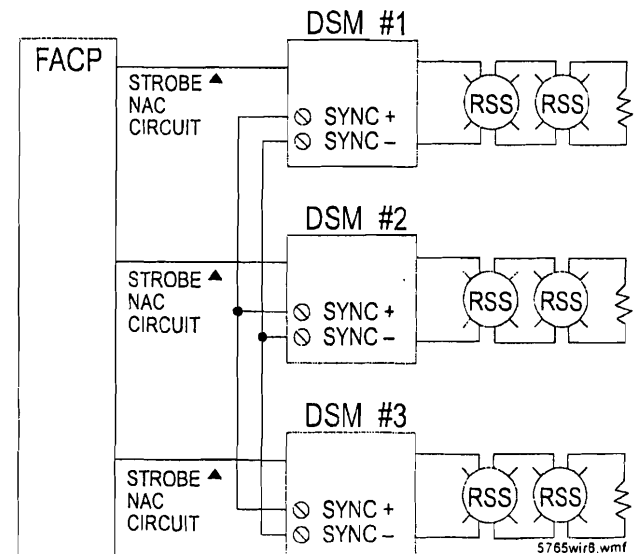 DSM #1
FACP
STROBE ▲
NAC
CIRCUIT
SYNC +
SYNC –
RSS
RSS
DSM #2
STROBE ▲
NAC
CIRCUIT
SYNC +
SYNC –
RSS
RSS
DSM #3
STROBE ▲
NAC
CIRCUIT
SYNC +
SYNC –
RSS
RSS
S765wir6.wmf